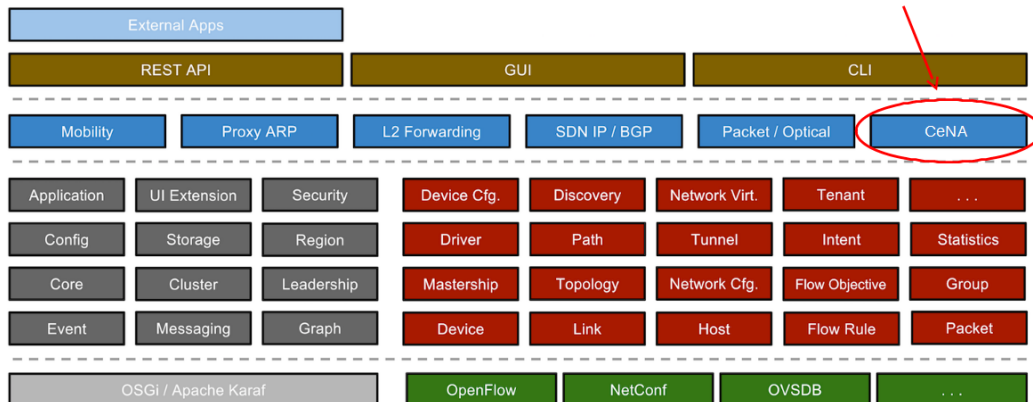 External Apps
REST API GUI CLI
Mobility Proxy ARP L2 Forwarding SDN IP / BGP Packet / Optical CeNA
Application UI Extension Security Device Cfg. Discovery Network Virt. Tenant . . .
Config Storage Region Driver Path Tunnel Intent Statistics
Core Cluster Leadership Mastership Topology Network Cfg. Flow Objective Group
Event Messaging Graph Device Link Host Flow Rule Packet
OSGi / Apache Karaf OpenFlow NetConf OVSDB . . .